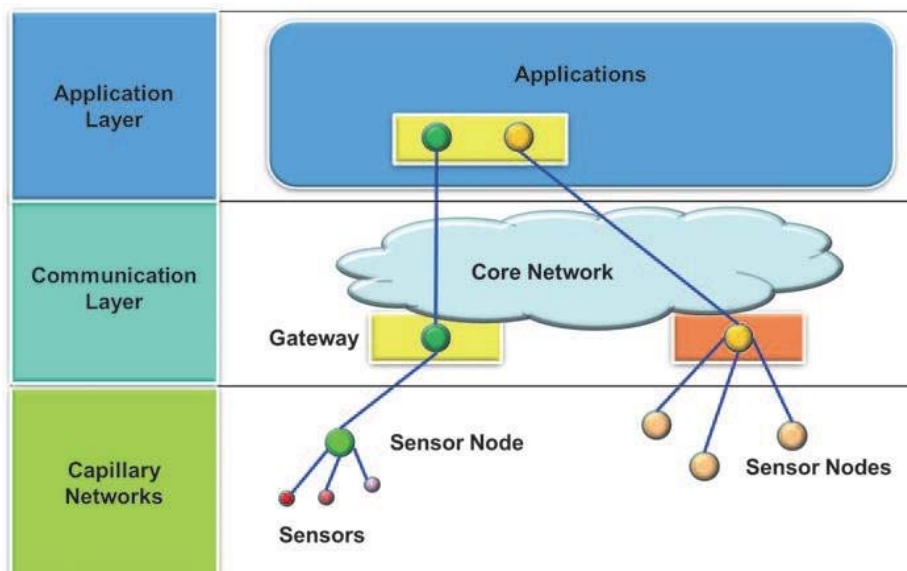 Application
Layer
Applications
Communication
Layer
Core Network
Gateway
Capillary
Networks
Sensor Node
Sensor Nodes
Sensors